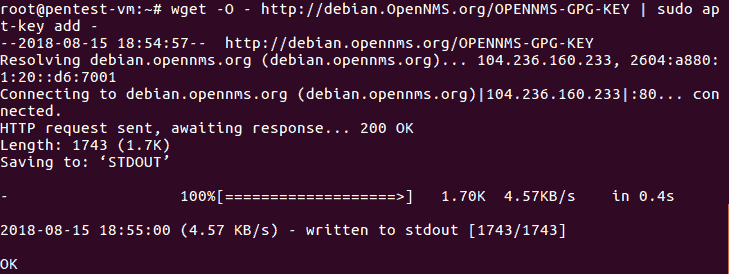 root@pentest-vm:~# wget -O - http://debian.OpenNMS.org/OPENNMS-GPG-KEY | sudo ap
t-key add -
--2018-08-15 18:54:57--  http://debian.opennms.org/OPENNMS-GPG-KEY
Resolving debian.opennms.org (debian.opennms.org)... 104.236.160.233, 2604:a880:
1:20::d6:7001
Connecting to debian.opennms.org (debian.opennms.org)|104.236.160.233|:80... con
nected.
HTTP request sent, awaiting response... 200 OK
Length: 1743 (1.7K)
Saving to: ‘STDOUT’
-                   100%[===================>]   1.70K  4.57KB/s    in 0.4s
2018-08-15 18:55:00 (4.57 KB/s) - written to stdout [1743/1743]
OK